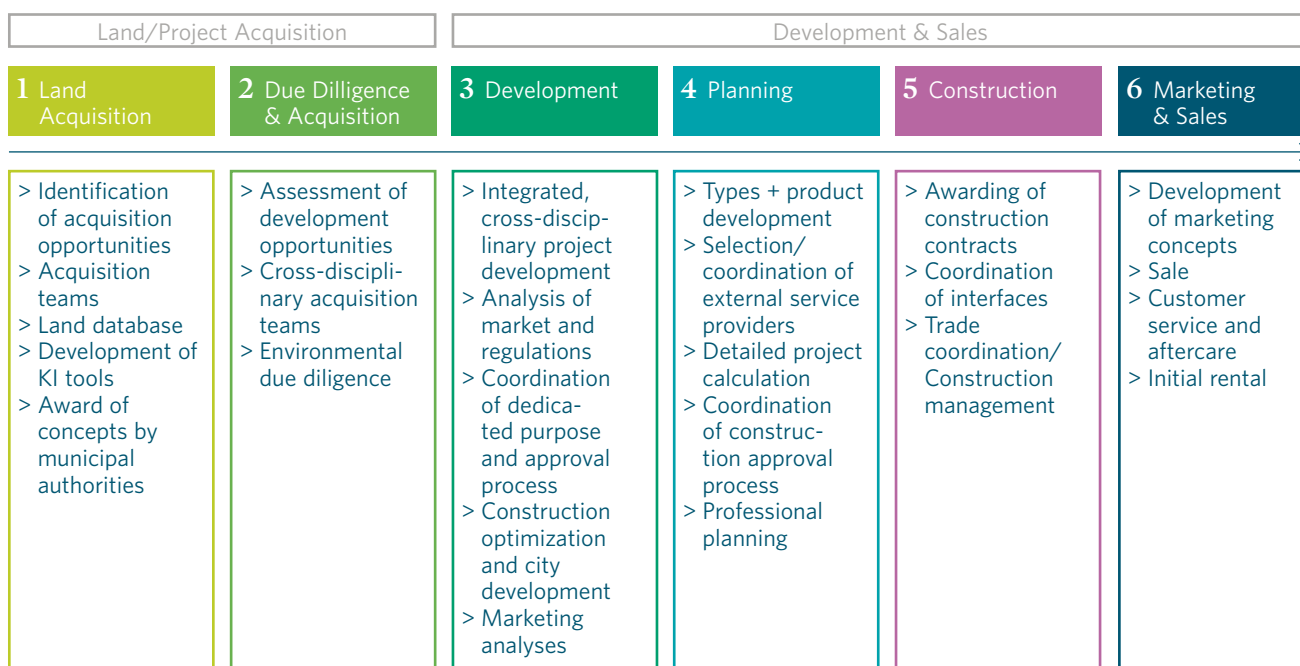 Land/Project Acquisition
Development & Sales
1 Land
Acquisition
2 Due Dilligence
& Acquisition
3 Development
4 Planning
5 Construction
6 Marketing
& Sales
> Identification
of acquisition
opportunities
> Acquisition
teams
> Land database
> Development of
KI tools
> Award of
concepts by
municipal
authorities
> Assessment of
development
opportunities
> Cross-discipli-
nary acquisition
teams
> Environmental
due diligence
> Integrated,
cross-discip-
linary project
development
> Analysis of
market and
regulations
> Coordination
of dedica-
ted purpose
and approval
process
> Construction
optimization
and city
development
> Marketing
analyses
> Types + product
development
> Selection/
coordination of
external service
providers
> Detailed project
calculation
> Coordination
of construc-
tion approval
process
> Professional
planning
> Awarding of
construction
contracts
> Coordination
of interfaces
> Trade
coordination/
Construction
management
> Development
of marketing
concepts
> Sale
> Customer
service and
aftercare
> Initial rental